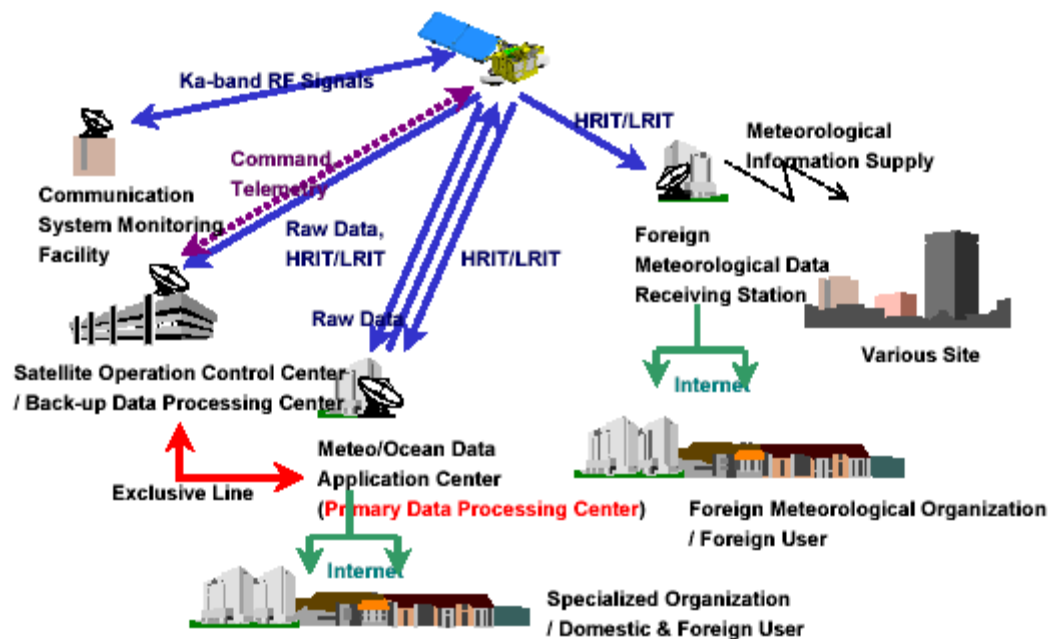 Ka-band RF Signals
HRIT/LRIT
Meteorological
Information Supply
Command
Telemetry
Communication
System Monitoring
Facility
Raw Data,
HRIT/LRIT
HRIT/LRIT
Foreign
Meteorological Data
Receiving Station
Raw Data
Various Site
Satellite Operation Control Center
/ Back-up Data Processing Center
Internet
Meteo/Ocean Data
Application Center
(Primary Data Processing Center)
Exclusive Line
Foreign Meteorological Organization
/ Foreign User
Internet
Specialized Organization
/ Domestic & Foreign User